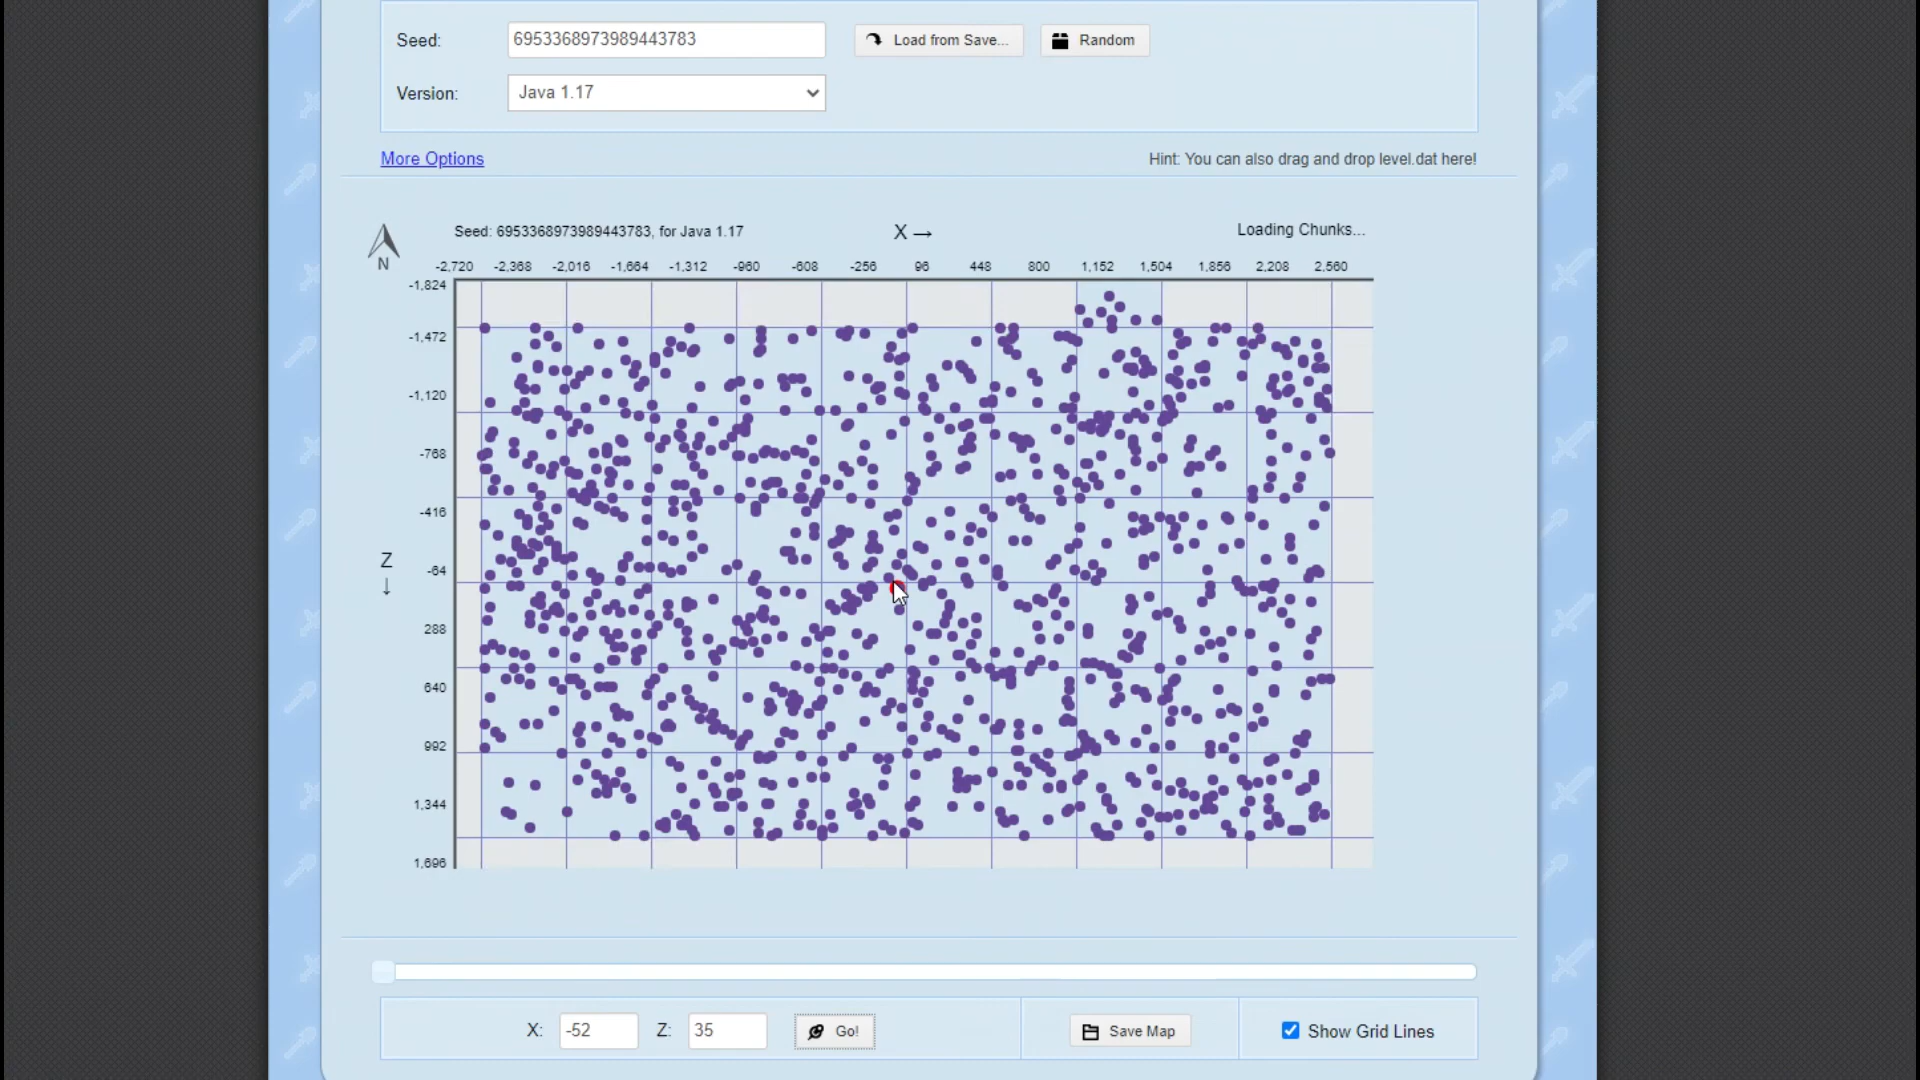 Seed: 6953368973989443783 Load from Save... Random
Version: Java 1.17
More Options Hint: You can also drag and drop level.dat here!
Seed: 6953368973989443783, for Java 1.17 X → Loading Chunks...
N
-2,720 -2,368 -2,016 -1,664 -1,312 -960 -608 -256 96 448 800 1,152 1,504 1,856 2,208 2,560
-1,824
-1,472
-1,120
-768
-416
Z
↓
-64
288
640
992
1,344
1,696
X: -52 Z: 35 Go! Save Map Show Grid Lines